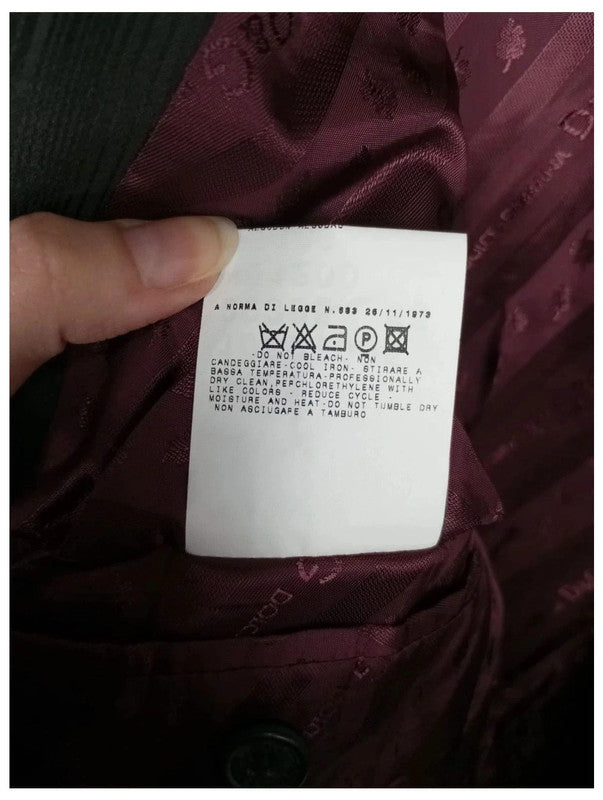 A NORMA DI LEGGE N.883 26/11/1973
P
-DO NOT BLEACH- NON
CANDEGGIARE-COOL IRON- STIRARE A
BASSA TEMPERATURA-PROFESSIONALLY
DRY CLEAN,PEPCHLORETHYLENE WITH
LIKE COLORS - REDUCE CYCLE -
MOISTURE AND HEAT-DO NOT TUMBLE DRY
NON ASCIUGARE A TAMBURO